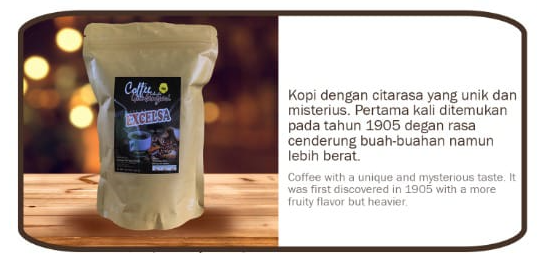 Coffee
EXCELSA
Kopi dengan citarasa yang unik dan
misterius. Pertama kali ditemukan
pada tahun 1905 degan rasa
cenderung buah-buahan namun
lebih berat.
Coffee with a unique and mysterious taste. It
was first discovered in 1905 with a more
fruity flavor but heavier.